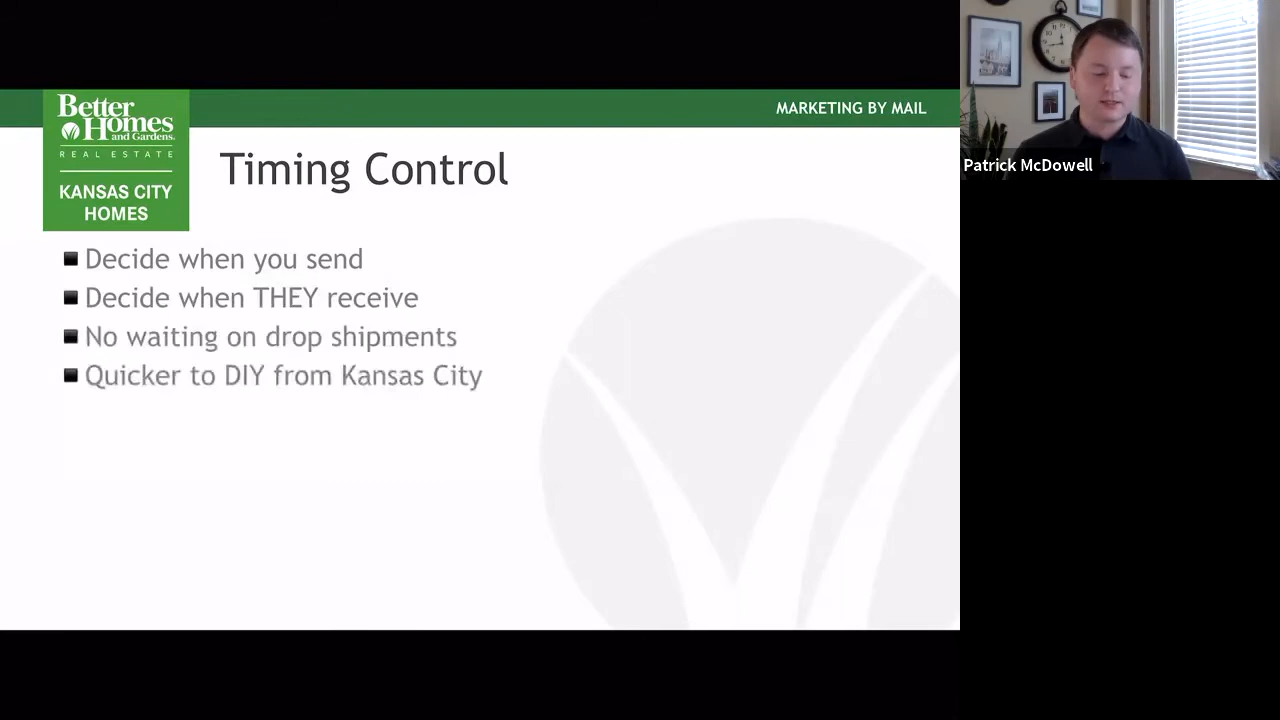 Better
Homes
and Gardens.
REAL ESTATE
KANSAS CITY
HOMES
MARKETING BY MAIL
Timing Control
Decide when you send
Decide when THEY receive
No waiting on drop shipments
Quicker to DIY from Kansas City
Patrick McDowell